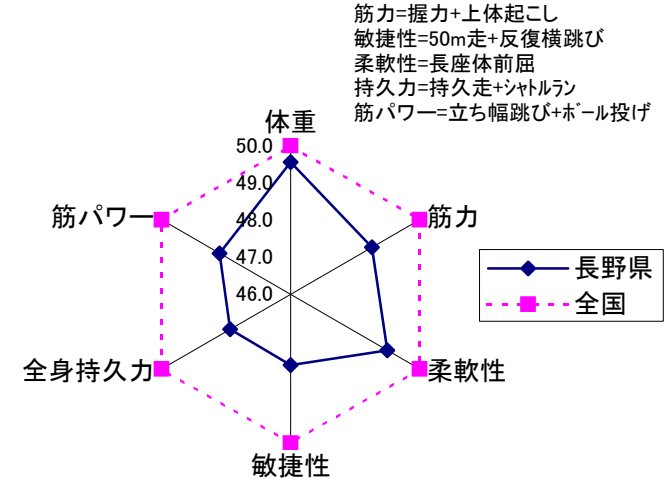 筋力=握力+上体起こし
敏捷性=50m走+反復横跳び
柔軟性=長座体前屈
持久力=持久走+シャトルラン
筋パワー=立ち幅跳び+ボール投げ
体重
50.0
49.0
48.0
47.0
46.0
筋パワー
筋力
長野県
全国
全身持久力
柔軟性
敏捷性